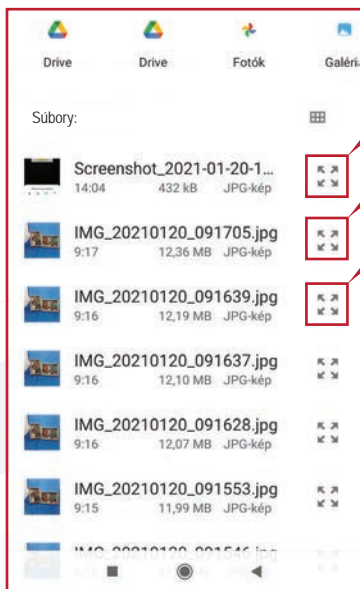 Drive Drive Fotók Galéria
Súbory:
Screenshot_2021-01-20-1...
14:04 432 kB JPG-kép
IMG_20210120_091705.jpg
9:17 12,36 MB JPG-kép
IMG_20210120_091639.jpg
9:16 12,19 MB JPG-kép
IMG_20210120_091637.jpg
9:16 12,10 MB JPG-kép
IMG_20210120_091628.jpg
9:16 12,07 MB JPG-kép
IMG_20210120_091553.jpg
9:15 11,99 MB JPG-kép
IMG_20210120_091546.jpg